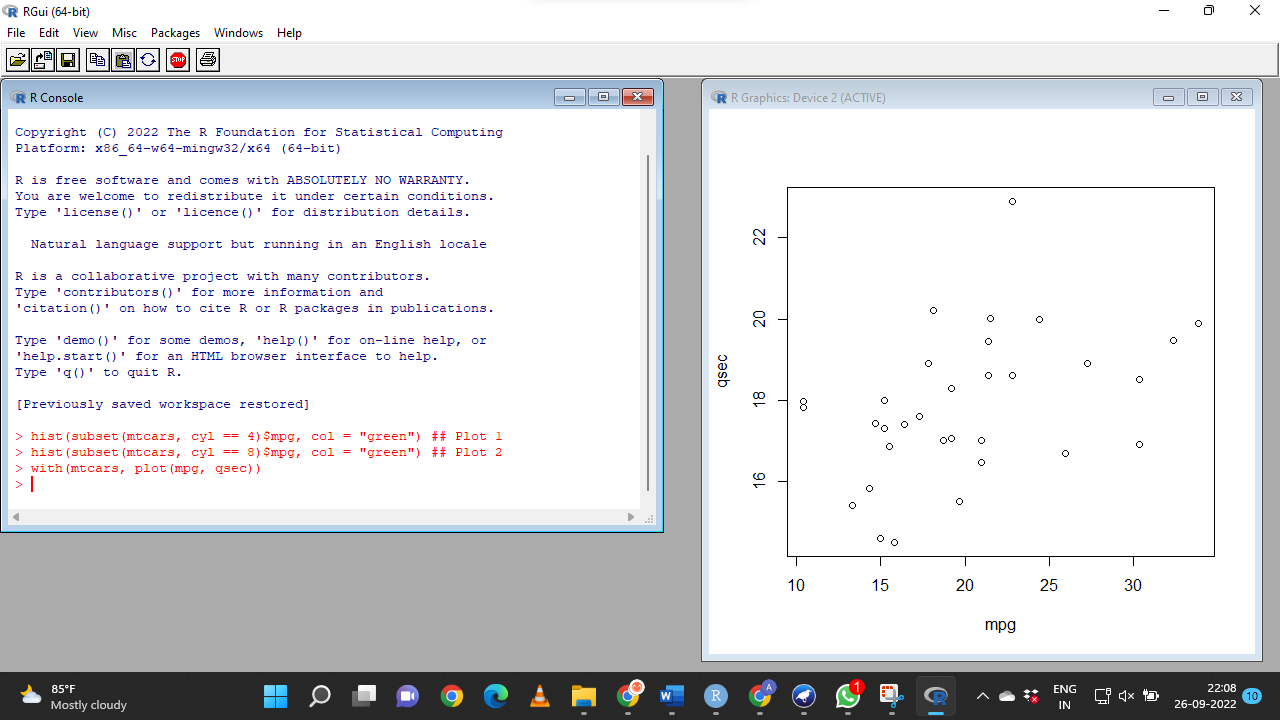 RGui (64-bit)
File Edit View Misc Packages Windows Help
STOP
R Console
Copyright (C) 2022 The R Foundation for Statistical Computing
Platform: x86_64-w64-mingw32/x64 (64-bit)
R is free software and comes with ABSOLUTELY NO WARRANTY.
You are welcome to redistribute it under certain conditions.
Type 'license()' or 'licence()' for distribution details.
Natural language support but running in an English locale
R is a collaborative project with many contributors.
Type 'contributors()' for more information and
'citation()' on how to cite R or R packages in publications.
Type 'demo()' for some demos, 'help()' for on-line help, or
'help.start()' for an HTML browser interface to help.
Type 'q()' to quit R.
[Previously saved workspace restored]
> hist(subset(mtcars, cyl == 4)$mpg, col = "green") ## Plot 1
> hist(subset(mtcars, cyl == 8)$mpg, col = "green") ## Plot 2
> with(mtcars, plot(mpg, qsec))
>
R Graphics: Device 2 (ACTIVE)
22
20
18
16
qsec
10 15 20 25 30
mpg
85°F
Mostly cloudy
W
R
A
1
R
ENG
IN
22:08
26-09-2022
10